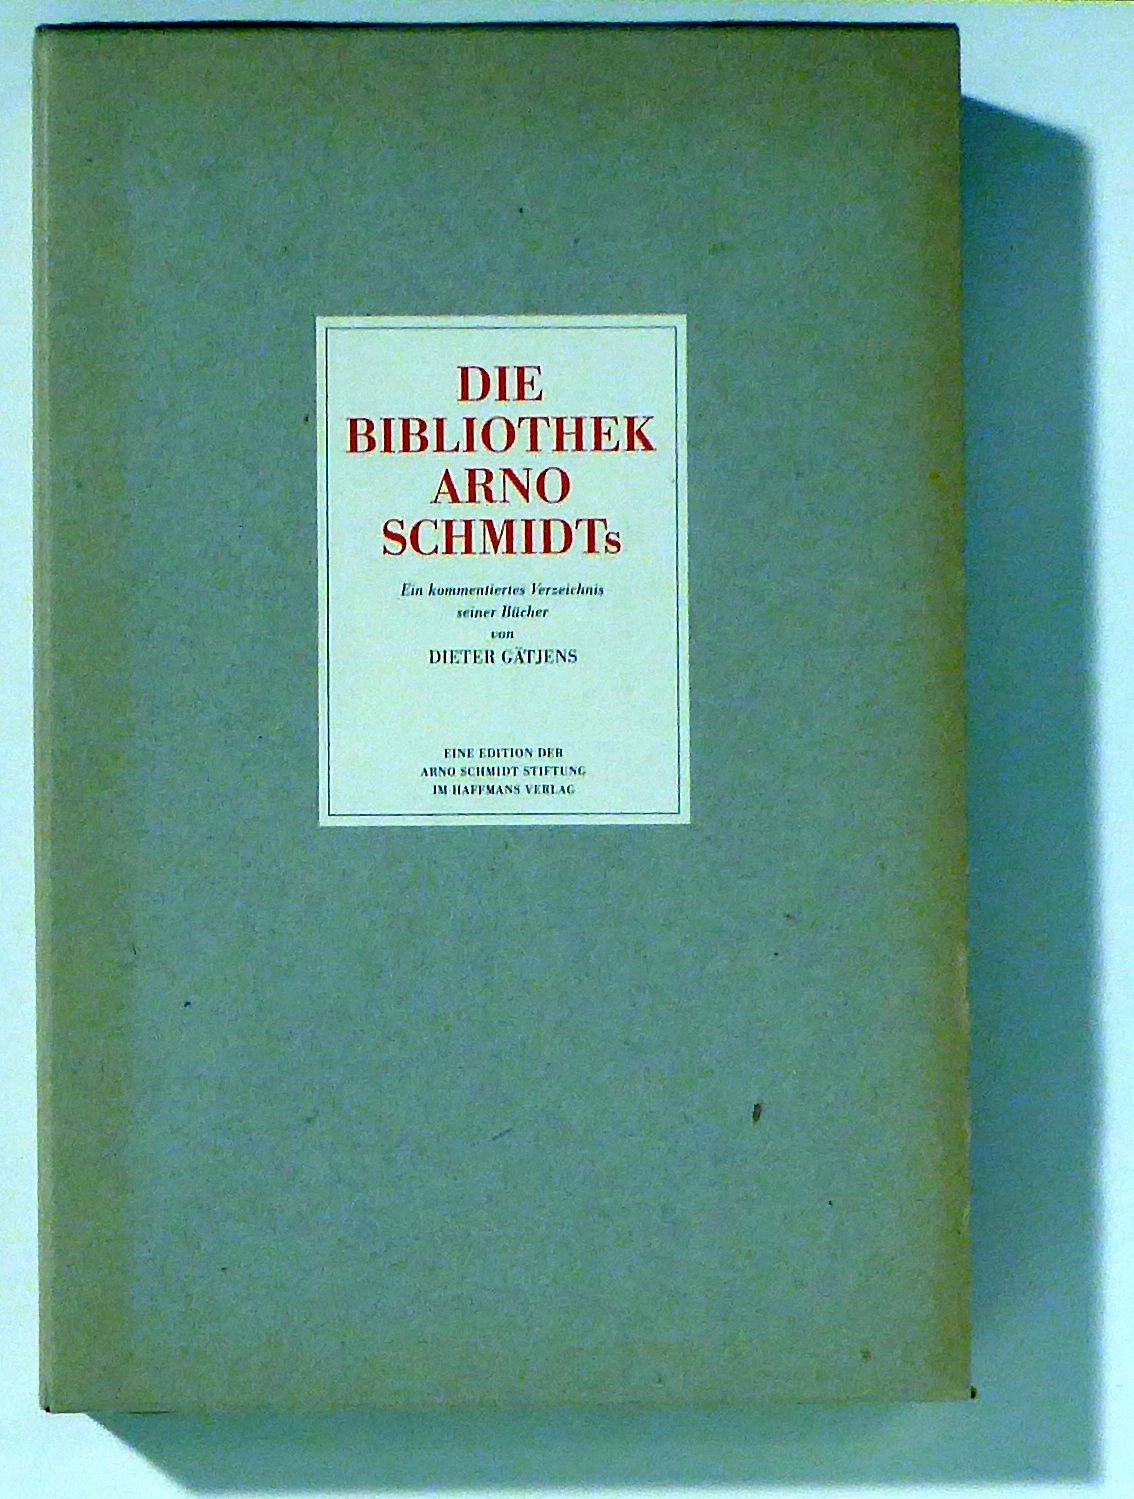 DIE
BIBLIOTHEK
ARNO
SCHMIDTs
Ein kommentiertes Verzeichnis
seiner Bücher
von
DIETER GÄTJENS
EINE EDITION DER
ARNO SCHMIDT STIFTUNG
IM HAFFMANS VERLAG